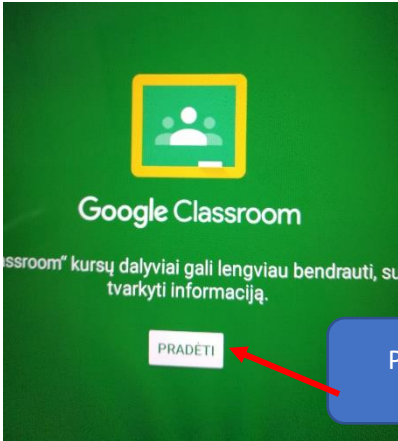 Google Classroom
ssroom“ kursų dalyviai gali lengviau bendrauti, su
tvarkyti informaciją.
PRADĖTI
P